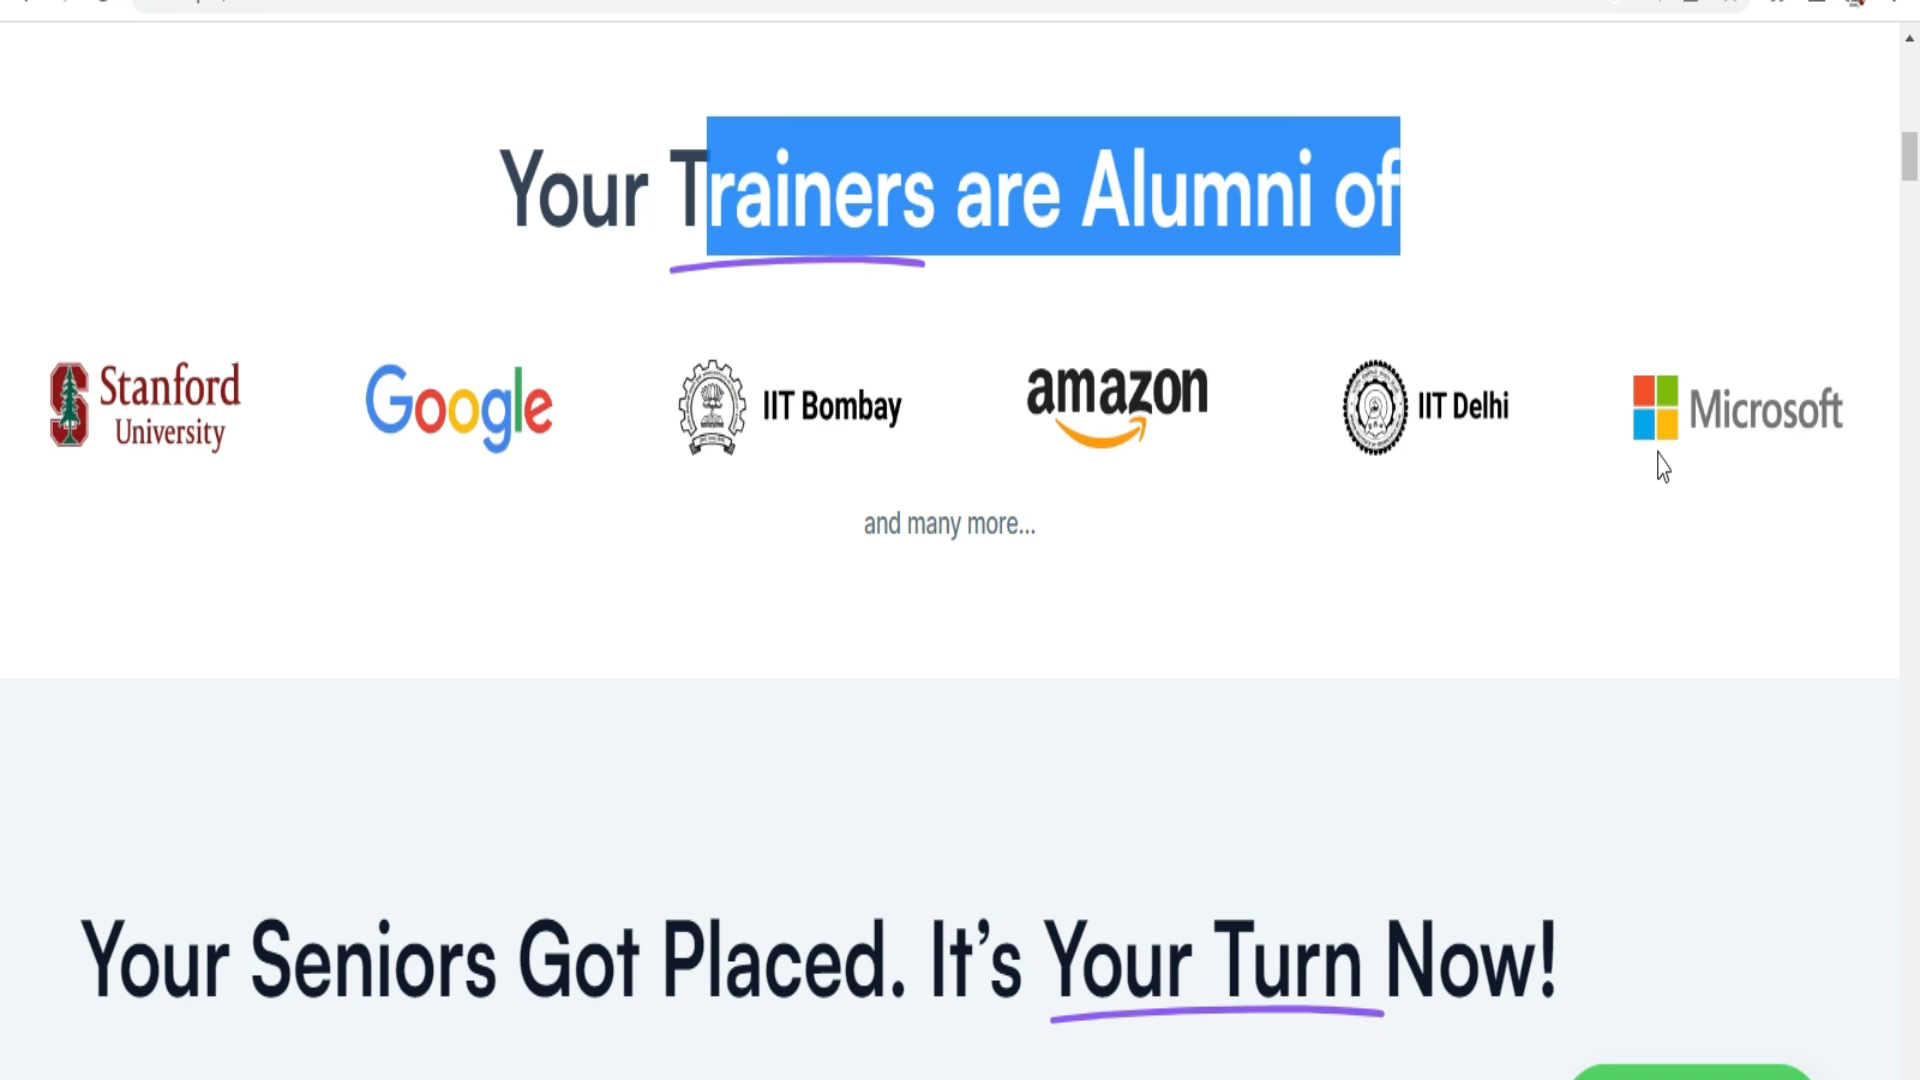 Your Trainers are Alumni of
Stanford
University
Google
IIT Bombay
amazon
IIT Delhi
Microsoft
and many more...
Your Seniors Got Placed. It's Your Turn Now!